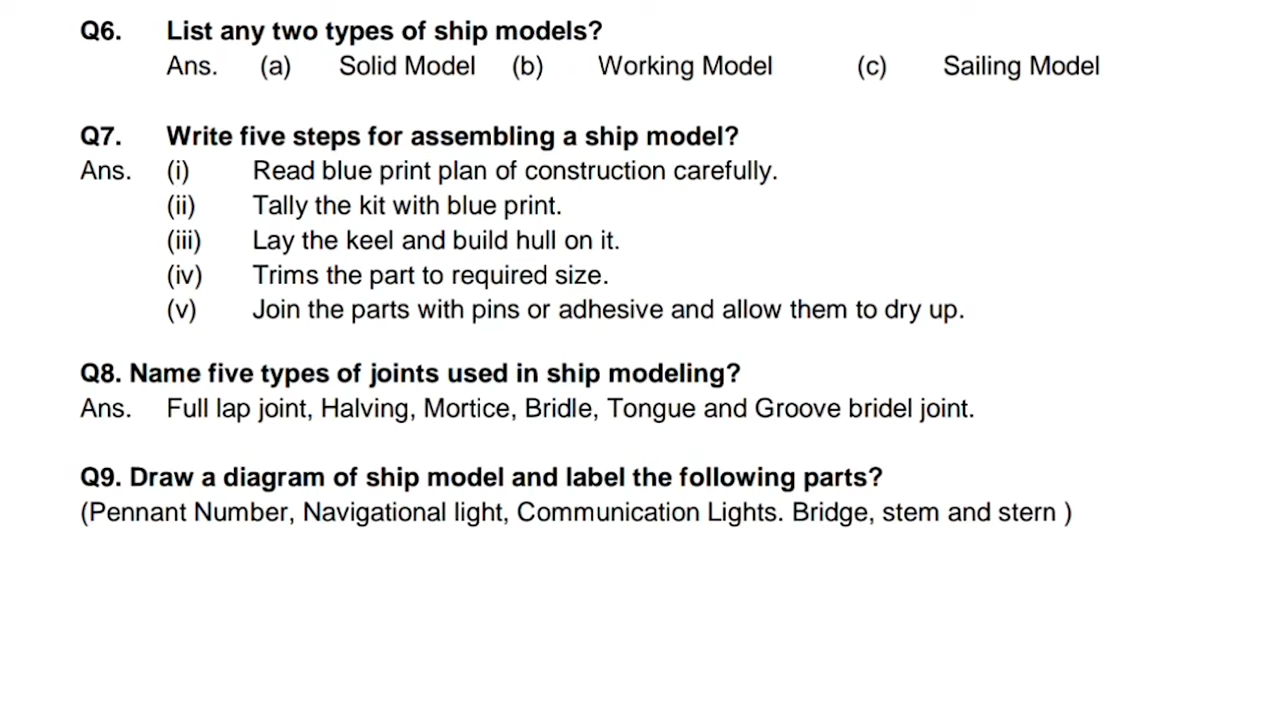 Q6. List any two types of ship models?
Ans. (a) Solid Model (b) Working Model (c) Sailing Model
Q7. Write five steps for assembling a ship model?
Ans. (i) Read blue print plan of construction carefully.
(ii) Tally the kit with blue print.
(iii) Lay the keel and build hull on it.
(iv) Trims the part to required size.
(v) Join the parts with pins or adhesive and allow them to dry up.
Q8. Name five types of joints used in ship modeling?
Ans. Full lap joint, Halving, Mortice, Bridle, Tongue and Groove bridel joint.
Q9. Draw a diagram of ship model and label the following parts?
(Pennant Number, Navigational light, Communication Lights. Bridge, stem and stern )